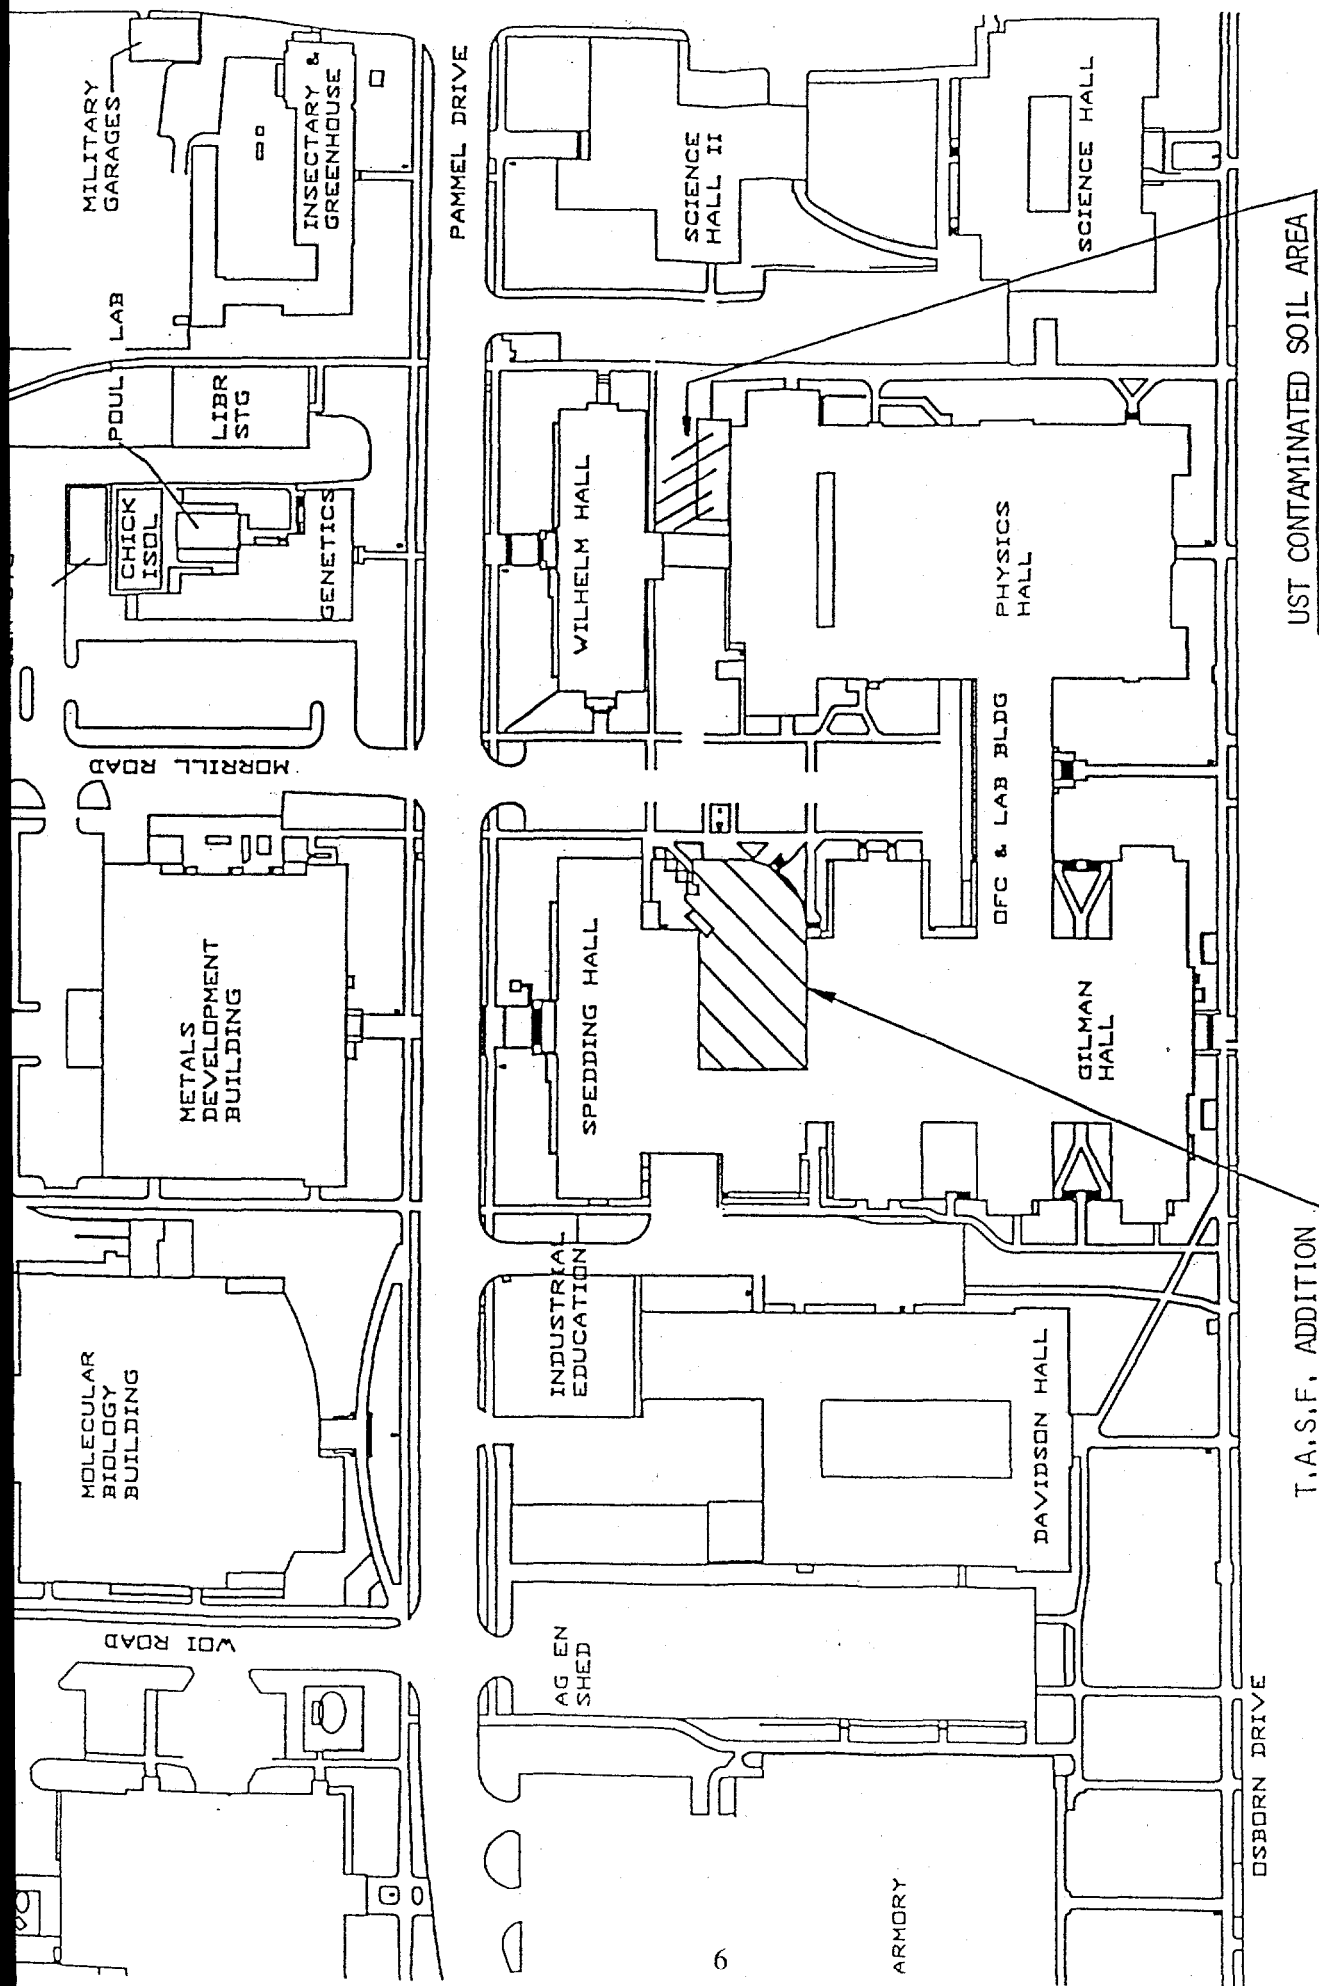 MILITARY
GARAGES
INSECTARY &
GREENHOUSE
PAMMEL DRIVE
SCIENCE
HALL II
SCIENCE HALL
UST CONTAMINATED SOIL AREA
POUL LAB
LIBR
STG
CHICK
ISOL
GENETICS
WILHELM HALL
PHYSICS
HALL
MORRILL ROAD
OFC & LAB BLDG
METALS
DEVELOPMENT
BUILDING
SPEDDING HALL
GILMAN
HALL
T.A.S.F. ADDITION
MOLECULAR
BIOLOGY
BUILDING
INDUSTRIAL
EDUCATION
DAVIDSON HALL
WOI ROAD
AG EN
SHED
OSBORN DRIVE
ARMORY
6